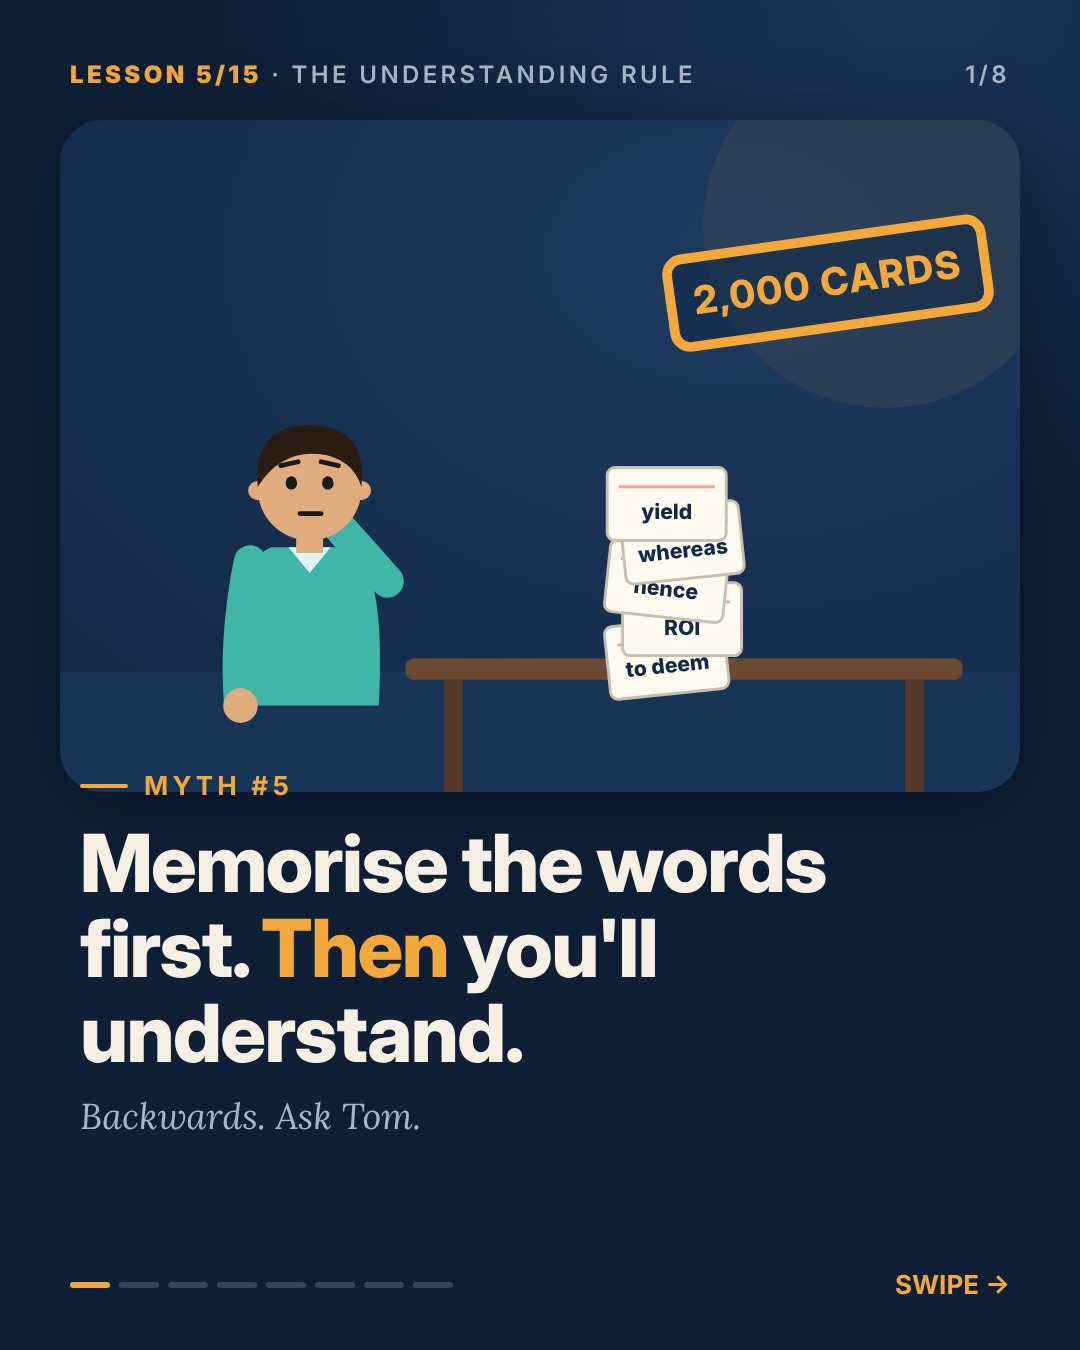 LESSON 5/15 · THE UNDERSTANDING RULE
1/8
2,000 CARDS
yield
whereas
hence
ROI
to deem
MYTH #5
Memorise the words
first. Then you'll
understand.
Backwards. Ask Tom.
SWIPE →